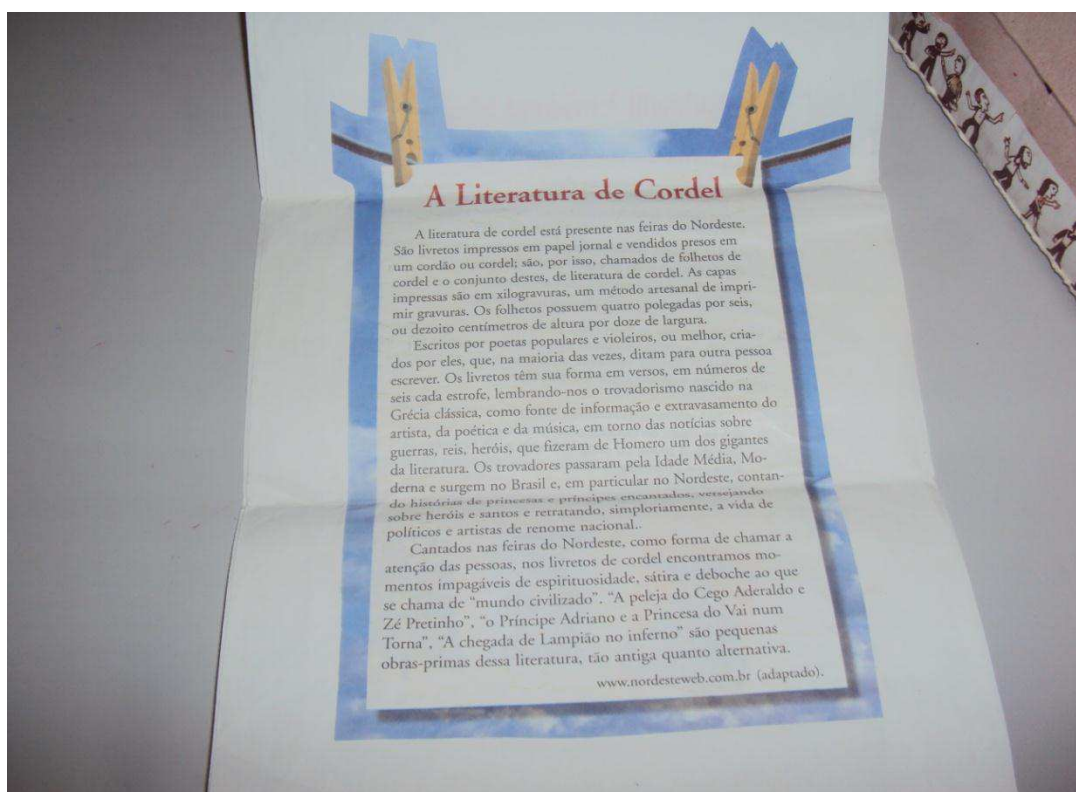 A Literatura de Cordel
A literatura de cordel está presente nas feiras do Nordeste.
São livretos impressos em papel jornal e vendidos presos em
um cordão ou cordel; são, por isso, chamados de folhetos de
cordel e o conjunto destes, de literatura de cordel. As capas
impressas são em xilogravuras, um método artesanal de impri-
mir gravuras. Os folhetos possuem quatro polegadas por seis,
ou dezoito centímetros de altura por doze de largura.
Escritos por poetas populares e violeiros, ou melhor, cria-
dos por eles, que, na maioria das vezes, ditam para outra pessoa
escrever. Os livretos têm sua forma em versos, em números de
seis cada estrofe, lembrando-nos o trovadorismo nascido na
Grécia clássica, como fonte de informação e extravasamento do
artista, da poética e da música, em torno das notícias sobre
guerras, reis, heróis, que fizeram de Homero um dos gigantes
da literatura. Os trovadores passaram pela Idade Média, Mo-
derna e surgem no Brasil e, em particular no Nordeste, contan-
do histórias de princesas e príncipes encantados, versejando
sobre heróis e santos e retratando, simploriamente, a vida de
políticos e artistas de renome nacional..
Cantados nas feiras do Nordeste, como forma de chamar a
atenção das pessoas, nos livretos de cordel encontramos mo-
mentos impagáveis de espirituosidade, sátira e deboche ao que
se chama de “mundo civilizado”. “A peleja do Cego Aderaldo e
Zé Pretinho”, “o Príncipe Adriano e a Princesa do Vai num
Torna”, “A chegada de Lampião no inferno” são pequenas
obras-primas dessa literatura, tão antiga quanto alternativa.
www.nordesteweb.com.br (adaptado).